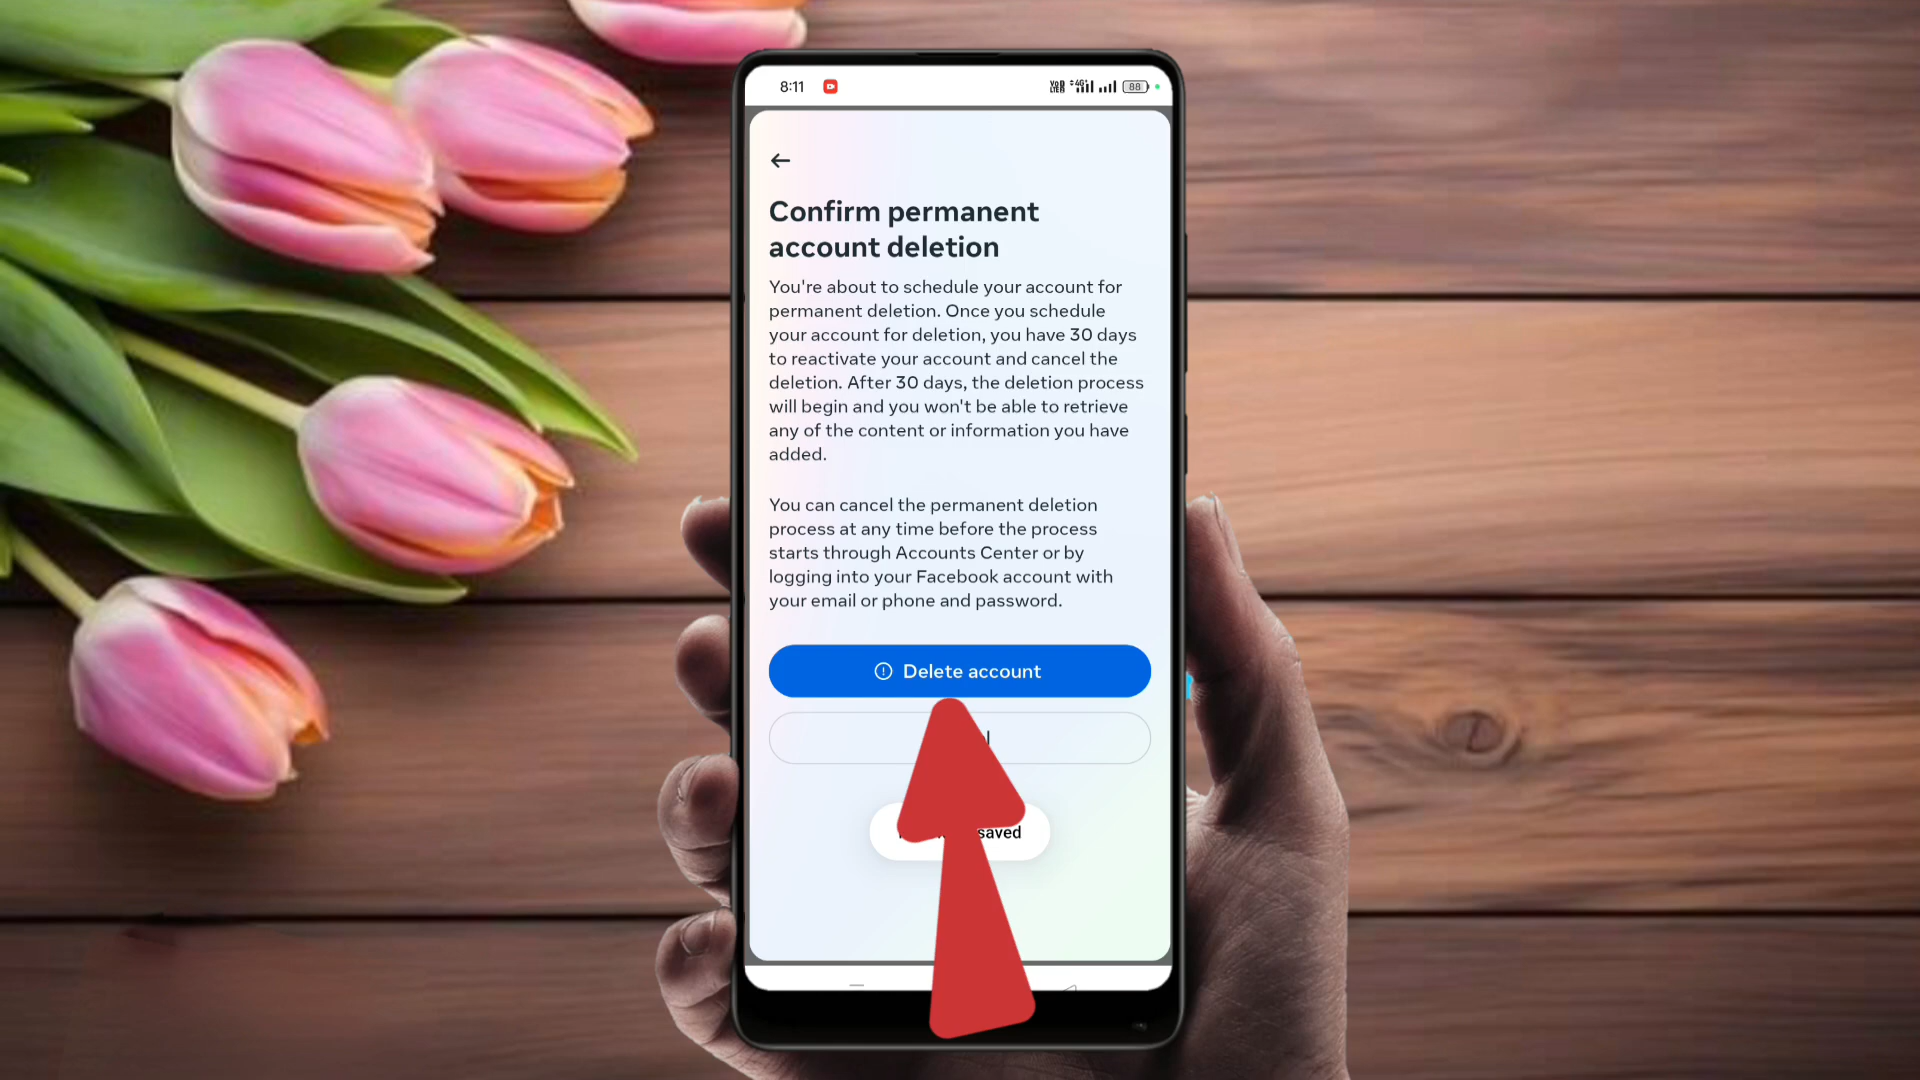 8:11
4G+
88
Confirm permanent
account deletion
You're about to schedule your account for
permanent deletion. Once you schedule
your account for deletion, you have 30 days
to reactivate your account and cancel the
deletion. After 30 days, the deletion process
will begin and you won't be able to retrieve
any of the content or information you have
added.
You can cancel the permanent deletion
process at any time before the process
starts through Accounts Center or by
logging into your Facebook account with
your email or phone and password.
Delete account
saved